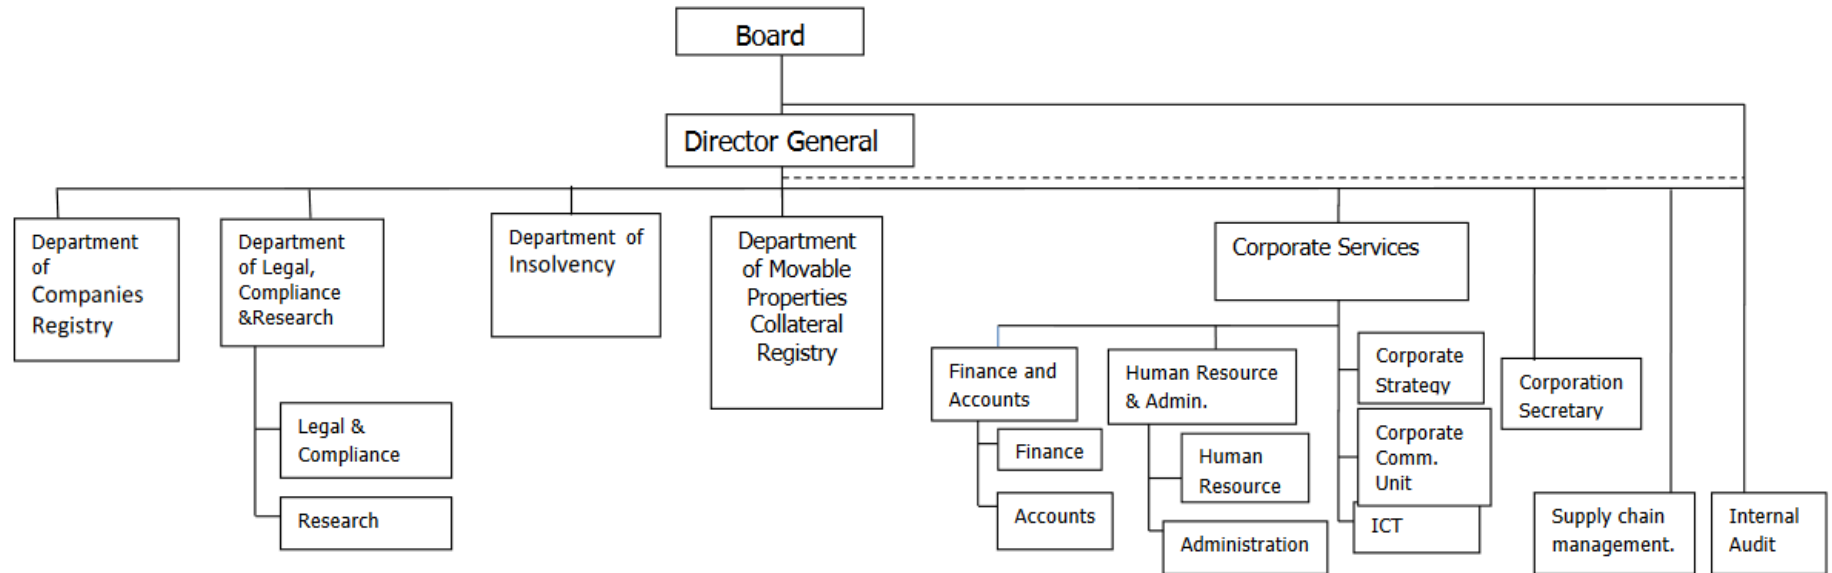 Board
Director General
Department
of
Companies
Registry
Department
of Legal,
Compliance
&Research
Department of
Insolvency
Department
of Movable
Properties
Collateral
Registry
Corporate Services
Legal &
Compliance
Research
Finance and
Accounts
Finance
Accounts
Human Resource
& Admin.
Human
Resource
Administration
Corporate
Strategy
Corporate
Comm.
Unit
ICT
Corporation
Secretary
Supply chain
management.
Internal
Audit